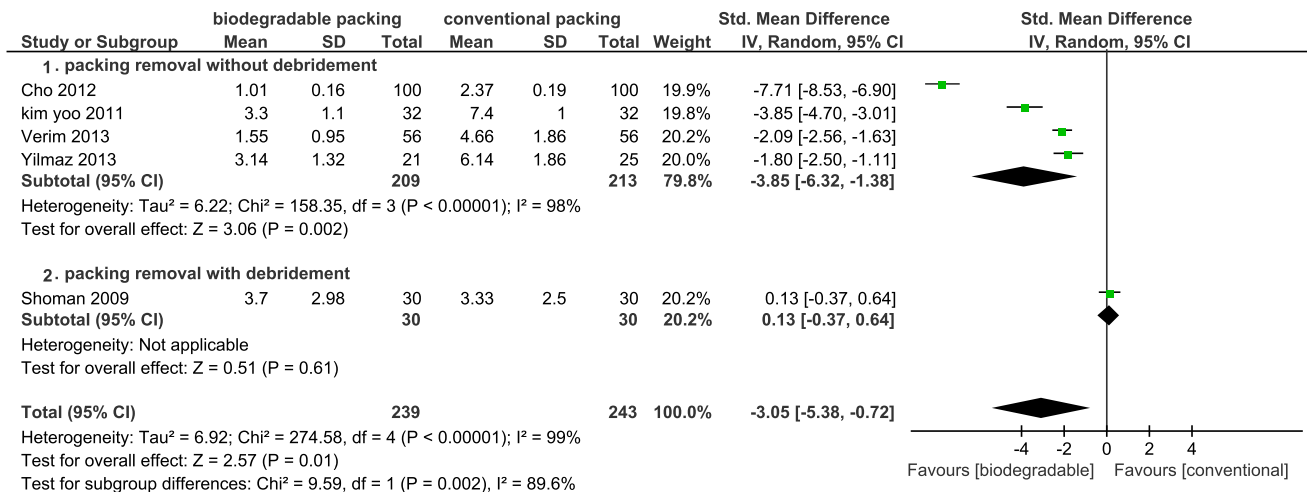 biodegradable packing conventional packing Std. Mean Difference Std. Mean Difference
Study or Subgroup Mean SD Total Mean SD Total Weight IV, Random, 95% CI IV, Random, 95% CI
1. packing removal without debridement
Cho 2012 1.01 0.16 100 2.37 0.19 100 19.9% -7.71 [-8.53, -6.90]
kim yoo 2011 3.3 1.1 32 7.4 1 32 19.8% -3.85 [-4.70, -3.01]
Verim 2013 1.55 0.95 56 4.66 1.86 56 20.2% -2.09 [-2.56, -1.63]
Yilmaz 2013 3.14 1.32 21 6.14 1.86 25 20.0% -1.80 [-2.50, -1.11]
Subtotal (95% CI) 209 213 79.8% -3.85 [-6.32, -1.38]
Heterogeneity: Tau² = 6.22; Chi² = 158.35, df = 3 (P < 0.00001); I² = 98%
Test for overall effect: Z = 3.06 (P = 0.002)
2. packing removal with debridement
Shoman 2009 3.7 2.98 30 3.33 2.5 30 20.2% 0.13 [-0.37, 0.64]
Subtotal (95% CI) 30 30 20.2% 0.13 [-0.37, 0.64]
Heterogeneity: Not applicable
Test for overall effect: Z = 0.51 (P = 0.61)
Total (95% CI) 239 243 100.0% -3.05 [-5.38, -0.72]
Heterogeneity: Tau² = 6.92; Chi² = 274.58, df = 4 (P < 0.00001); I² = 99%
Test for overall effect: Z = 2.57 (P = 0.01)
Test for subgroup differences: Chi² = 9.59, df = 1 (P = 0.002), I² = 89.6%
-4 -2 0 2 4
Favours [biodegradable] Favours [conventional]